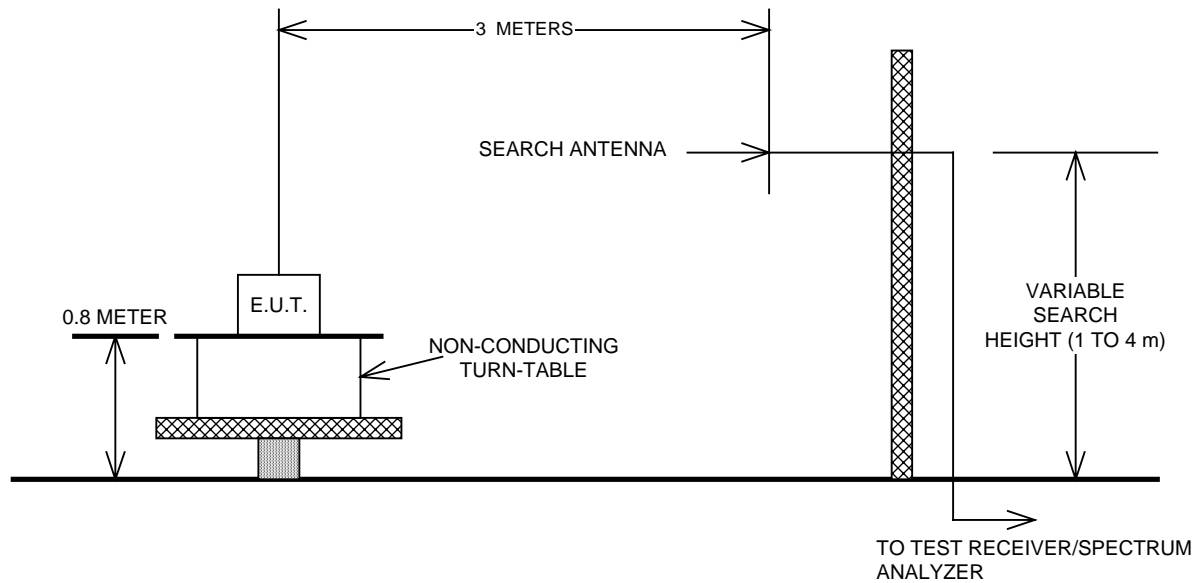 3 METERS
SEARCH ANTENNA
E.U.T.
0.8 METER
NON-CONDUCTING
TURN-TABLE
VARIABLE
SEARCH
HEIGHT (1 TO 4 m)
TO TEST RECEIVER/SPECTRUM
ANALYZER